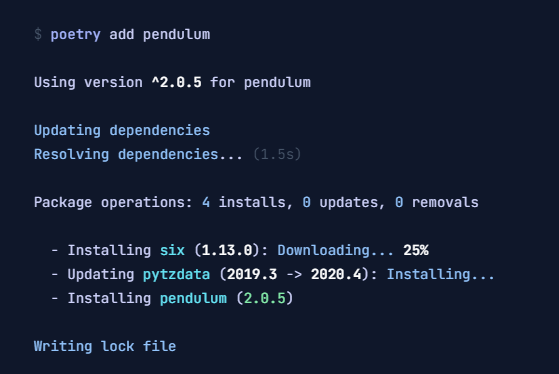 $ poetry add pendulum
Using version ^2.0.5 for pendulum
Updating dependencies
Resolving dependencies... (1.5s)
Package operations: 4 installs, 0 updates, 0 removals
- Installing six (1.13.0): Downloading... 25%
- Updating pytzdata (2019.3 -> 2020.4): Installing...
- Installing pendulum (2.0.5)
Writing lock file